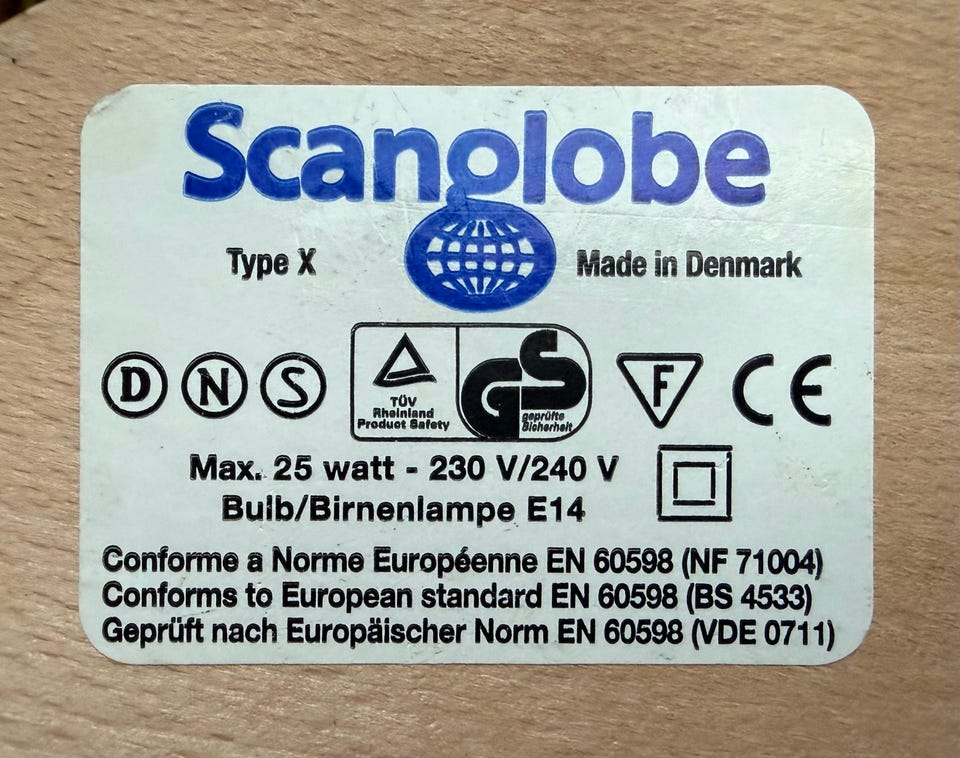 Scanglobe
Type X
Made in Denmark
D N S
TÜV
Rheinland
Product Safety
GS
geprüfte
Sicherheit
F
CE
Max. 25 watt - 230 V/240 V
Bulb/Birnenlampe E14
Conforme a Norme Européenne EN 60598 (NF 71004)
Conforms to European standard EN 60598 (BS 4533)
Geprüft nach Europäischer Norm EN 60598 (VDE 0711)